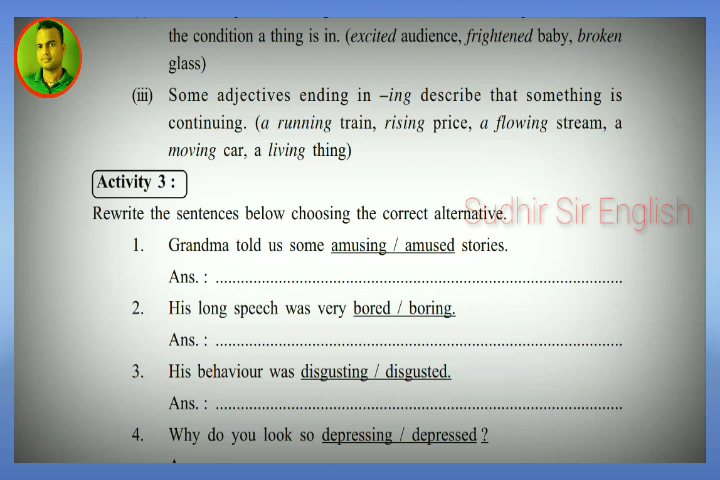 the condition a thing is in. (excited audience, frightened baby, broken
glass)
(iii) Some adjectives ending in –ing describe that something is
continuing. (a running train, rising price, a flowing stream, a
moving car, a living thing)
Activity 3 :
Rewrite the sentences below choosing the correct alternative.
Sudhir Sir English
1. Grandma told us some amusing / amused stories.
Ans. : ..........................................................................................
2. His long speech was very bored / boring.
Ans. : ..........................................................................................
3. His behaviour was disgusting / disgusted.
Ans. : ..........................................................................................
4. Why do you look so depressing / depressed ?